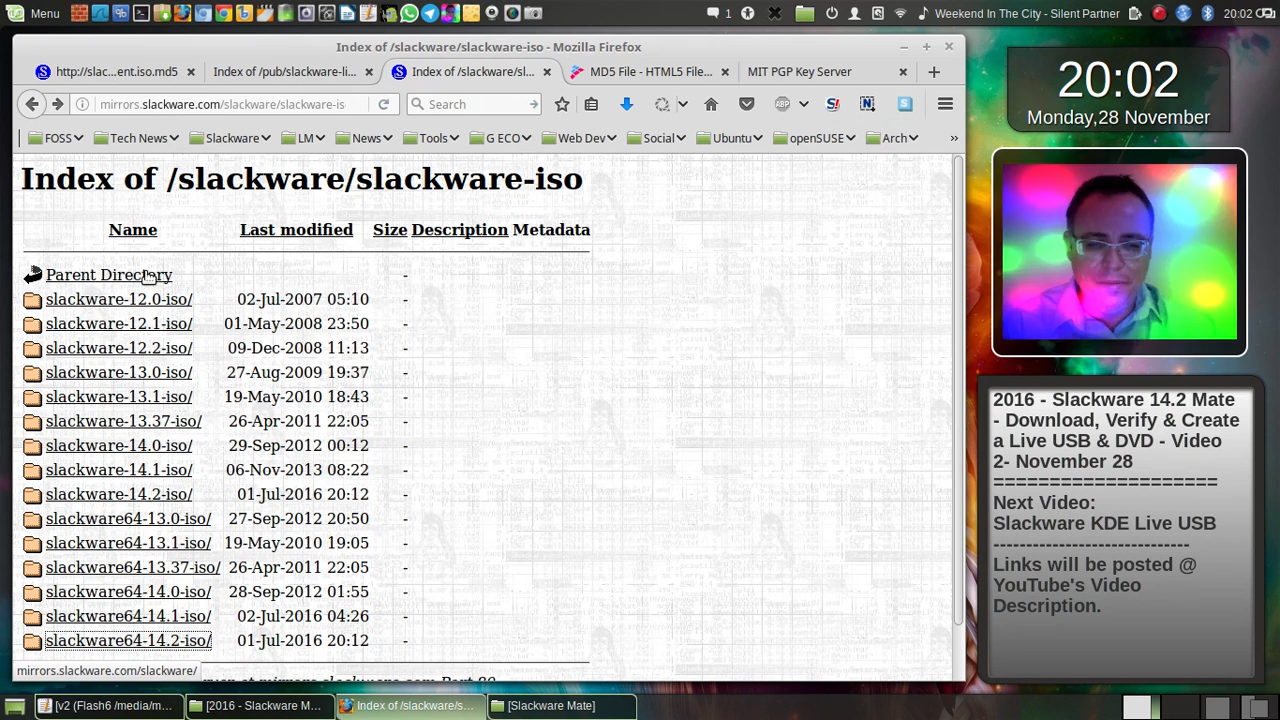 Menu
1
Weekend In The City - Silent Partner
20:02
Index of /slackware/slackware-iso - Mozilla Firefox
http://slac...ent.iso.md5
Index of /pub/slackware-li...
Index of /slackware/sl...
MD5 File - HTML5 File...
MIT PGP Key Server
mirrors.slackware.com/slackware/slackware-is
Search
ABP
FOSS
Tech News
Slackware
LM
News
Tools
G ECO
Web Dev
Social
Ubuntu
openSUSE
Arch
»
Index of /slackware/slackware-iso
Name Last modified Size Description Metadata
Parent Directory -
slackware-12.0-iso/ 02-Jul-2007 05:10 -
slackware-12.1-iso/ 01-May-2008 23:50 -
slackware-12.2-iso/ 09-Dec-2008 11:13 -
slackware-13.0-iso/ 27-Aug-2009 19:37 -
slackware-13.1-iso/ 19-May-2010 18:43 -
slackware-13.37-iso/ 26-Apr-2011 22:05 -
slackware-14.0-iso/ 29-Sep-2012 00:12 -
slackware-14.1-iso/ 06-Nov-2013 08:22 -
slackware-14.2-iso/ 01-Jul-2016 20:12 -
slackware64-13.0-iso/ 27-Sep-2012 20:50 -
slackware64-13.1-iso/ 19-May-2010 19:05 -
slackware64-13.37-iso/ 26-Apr-2011 22:05 -
slackware64-14.0-iso/ 28-Sep-2012 01:55 -
slackware64-14.1-iso/ 02-Jul-2016 04:26 -
slackware64-14.2-iso/ 01-Jul-2016 20:12 -
mirrors.slackware.com/slackware/
20:02
Monday,28 November
2016 - Slackware 14.2 Mate
- Download, Verify & Create
a Live USB & DVD - Video
2- November 28
=====================
Next Video:
Slackware KDE Live USB
----------------------------
Links will be posted @
YouTube's Video
Description.
[v2 (Flash6 /media/m...
[2016 - Slackware M...
Index of /slackware/s...
[Slackware Mate]